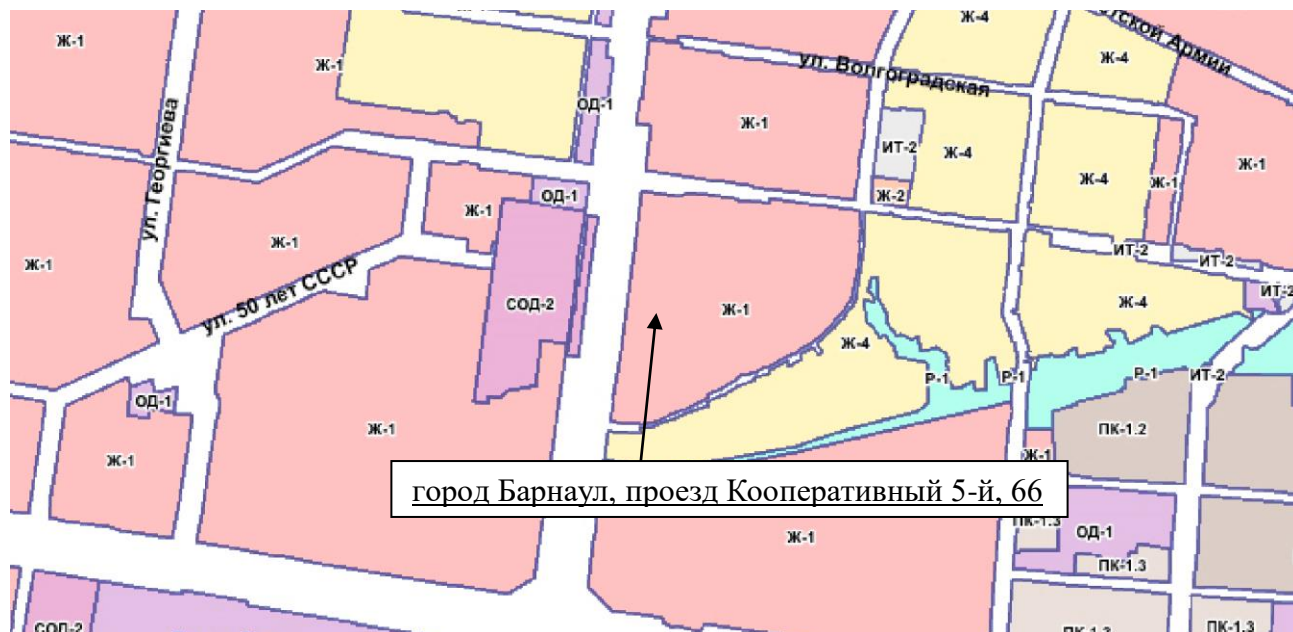 Ж-4
Ж-1
тской Армии
Ж-1
Ж-4
ул. Волгоградская
ОД-1
ул. Георгиева
Ж-1
ИТ-2
Ж-4
Ж-1
Ж-4
Ж-1
ОД-1
Ж-2
Ж-1
Ж-1
ИТ-2
ИТ-2
Ж-1
ул. 50 лет СССР
СОД-2
Ж-1
Ж-4
ИТ-2
Ж-4
Р-1
Р-1
Р-1
ИТ-2
ОД-1
Ж-1
ПК-1.2
Ж-1
Ж-1
город Барнаул, проезд Кооперативный 5-й, 66
ПК-1.3
ОД-1
Ж-1
ПК-1.3
СОД-2
ПК-1.3
ПК-1.3